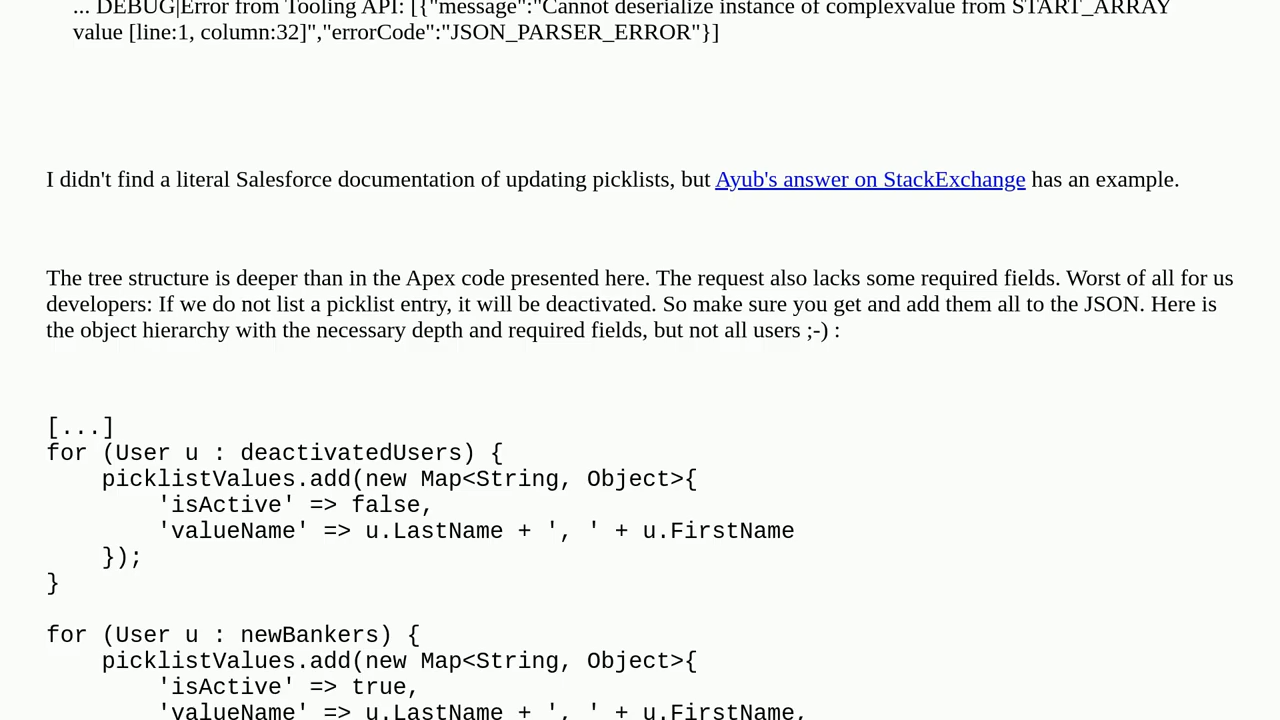 ... DEBUG|Error from Tooling API: [{"message":"Cannot deserialize instance of complexvalue from START_ARRAY
value [line:1, column:32]","errorCode":"JSON_PARSER_ERROR"}]
I didn't find a literal Salesforce documentation of updating picklists, but Ayub's answer on StackExchange has an example.
The tree structure is deeper than in the Apex code presented here. The request also lacks some required fields. Worst of all for us
developers: If we do not list a picklist entry, it will be deactivated. So make sure you get and add them all to the JSON. Here is
the object hierarchy with the necessary depth and required fields, but not all users ;-) :
[...]
for (User u : deactivatedUsers) {
    picklistValues.add(new Map<String, Object>{
        'isActive' => false,
        'valueName' => u.LastName + ', ' + u.FirstName
    });
}
for (User u : newBankers) {
    picklistValues.add(new Map<String, Object>{
        'isActive' => true,
        'valueName' => u.LastName + ', ' + u.FirstName,